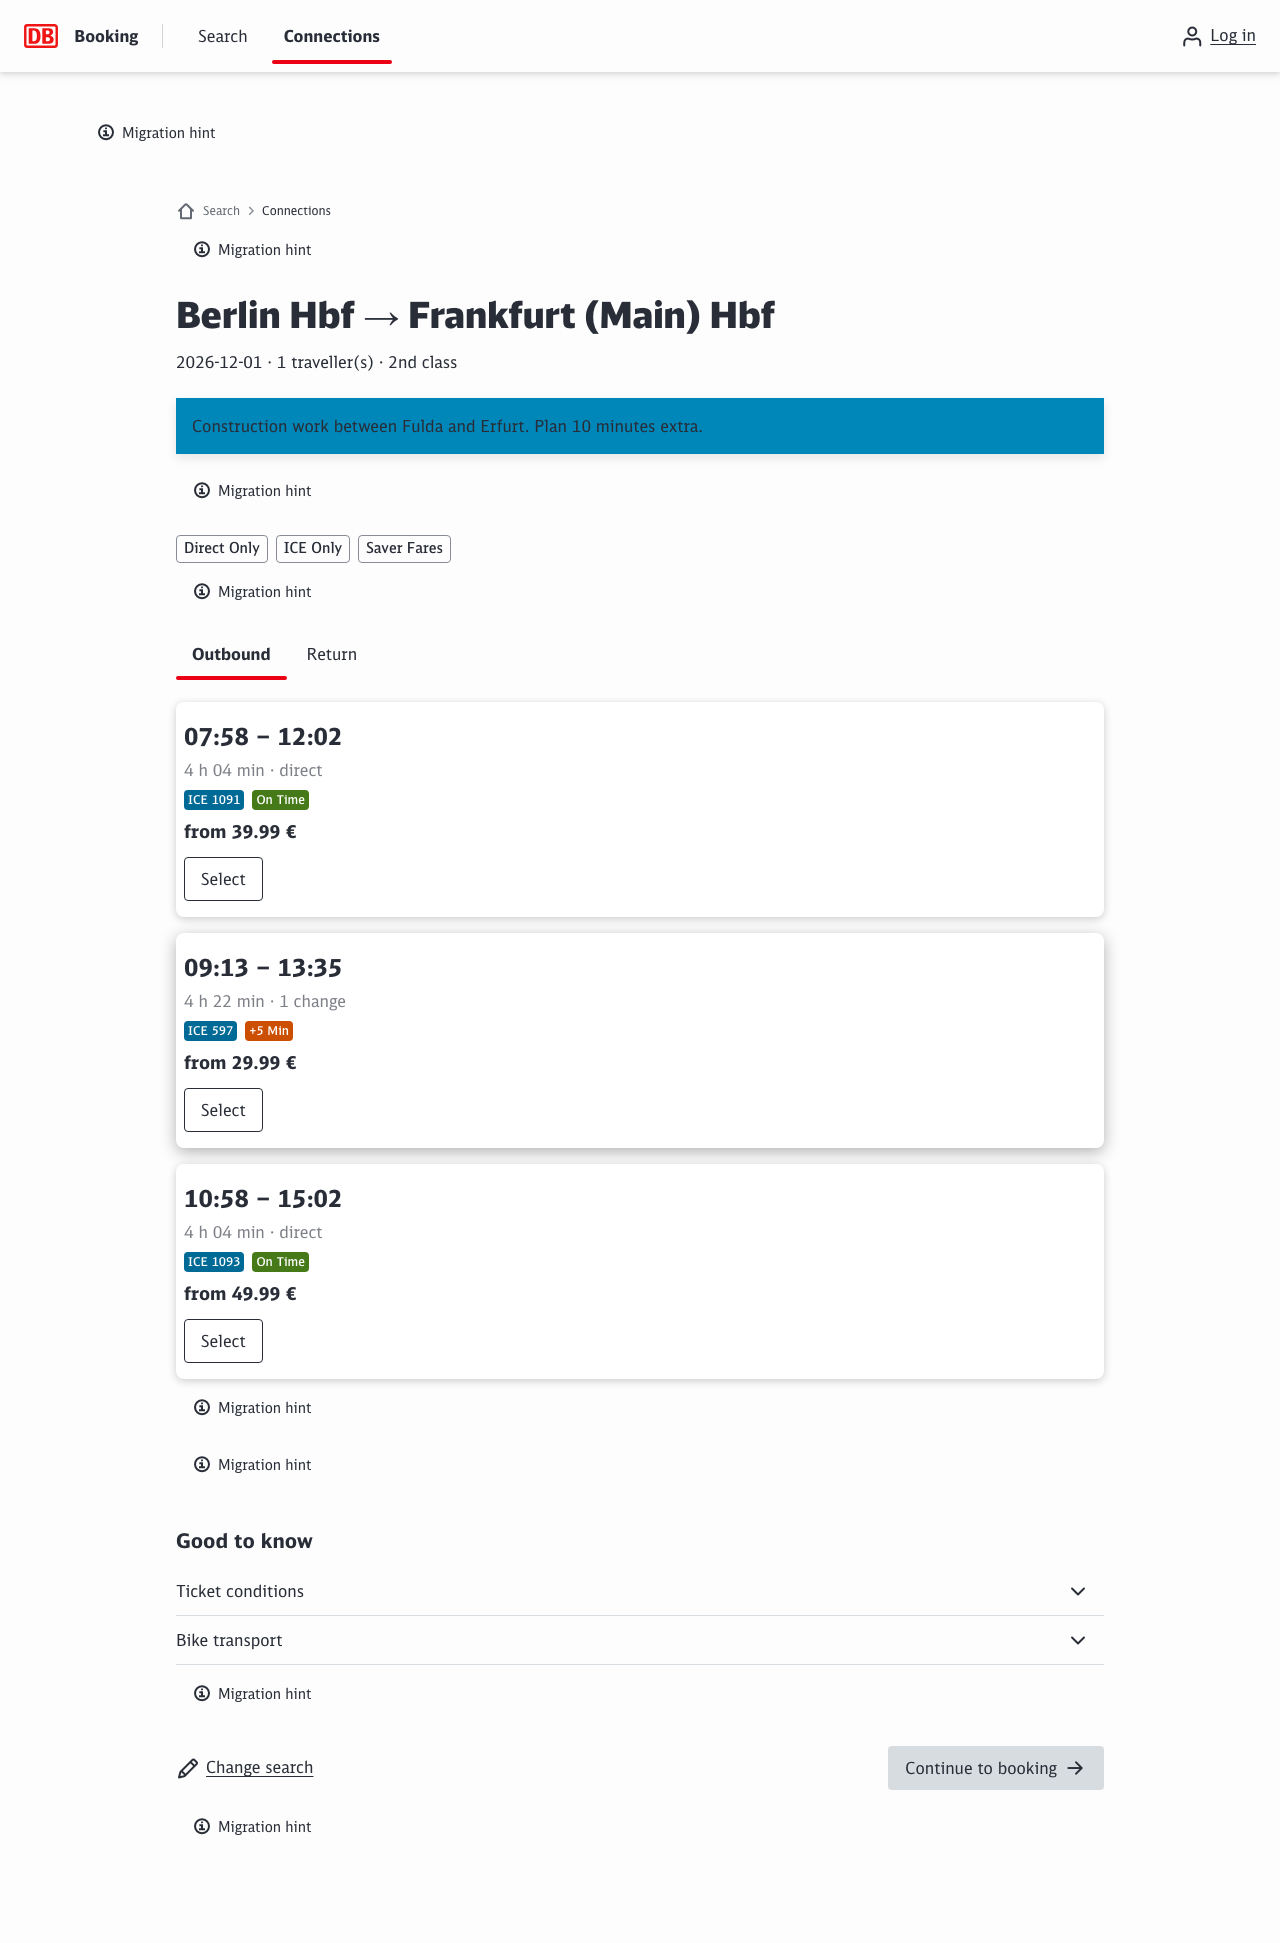 DB Booking Search Connections Log in
Migration hint
Search Connections
Migration hint
Berlin Hbf → Frankfurt (Main) Hbf
2026-12-01 · 1 traveller(s) · 2nd class
Construction work between Fulda and Erfurt. Plan 10 minutes extra.
Migration hint
Direct Only ICE Only Saver Fares
Migration hint
Outbound Return
07:58 – 12:02
4 h 04 min · direct
ICE 1091 On Time
from 39.99 €
Select
09:13 – 13:35
4 h 22 min · 1 change
ICE 597 +5 Min
from 29.99 €
Select
10:58 – 15:02
4 h 04 min · direct
ICE 1093 On Time
from 49.99 €
Select
Migration hint
Migration hint
Good to know
Ticket conditions
Bike transport
Migration hint
Change search Continue to booking
Migration hint